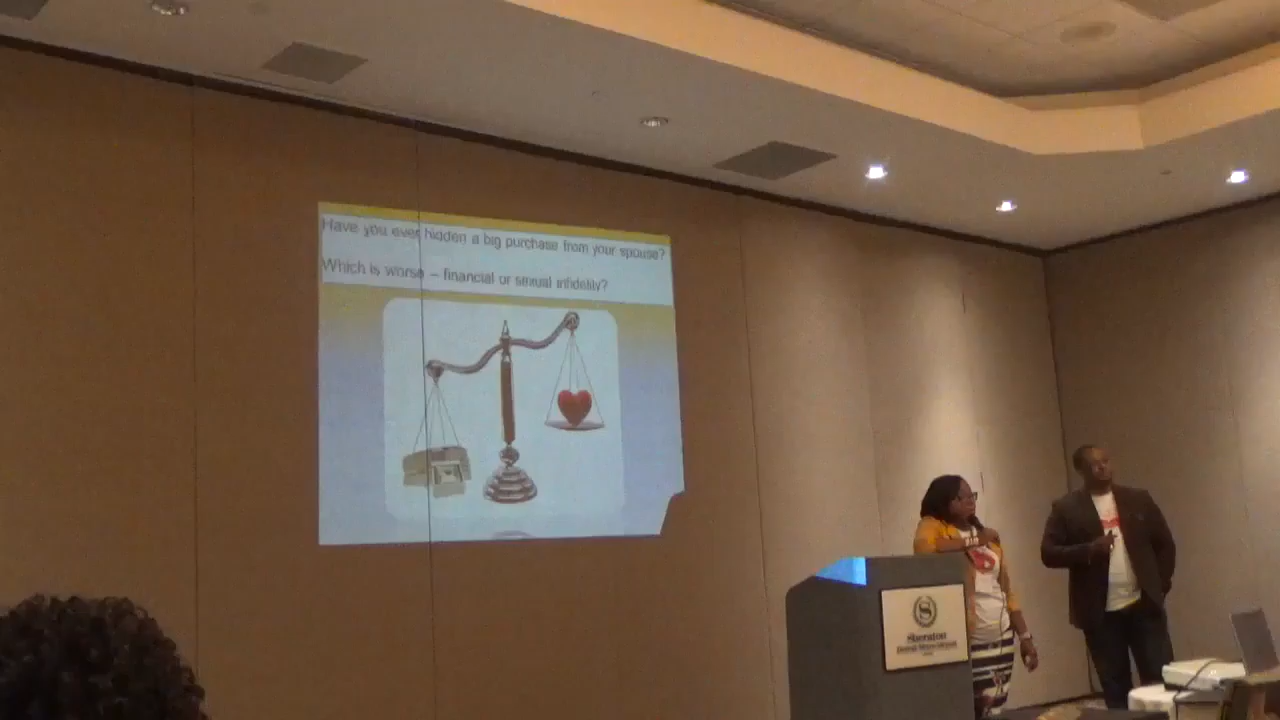 Have you ever hidden a big purchase from your spouse?
Which is worse – financial or sexual infidelity?
S
Sheraton